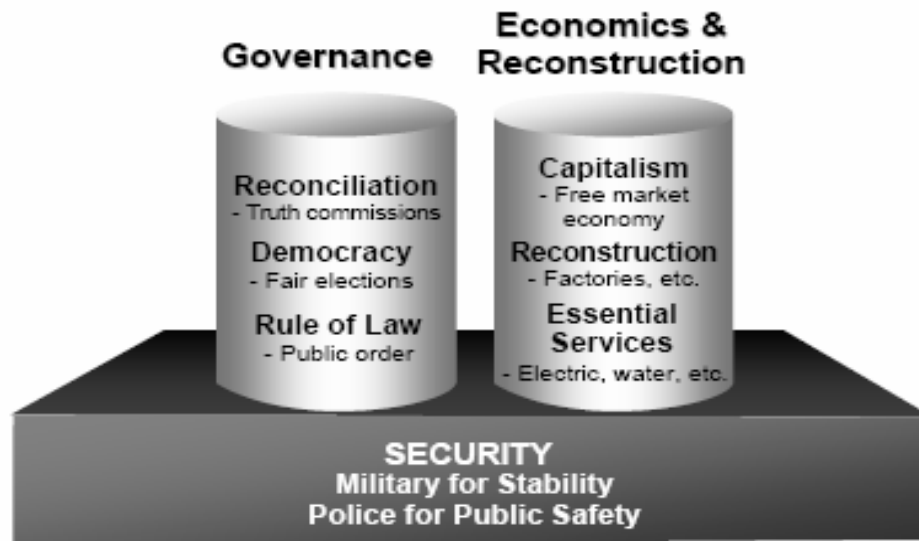 Governance
Reconciliation
- Truth commissions
Democracy
- Fair elections
Rule of Law
- Public order
Economics &
Reconstruction
Capitalism
- Free market
economy
Reconstruction
- Factories, etc.
Essential
Services
- Electric, water, etc.
SECURITY
Military for Stability
Police for Public Safety